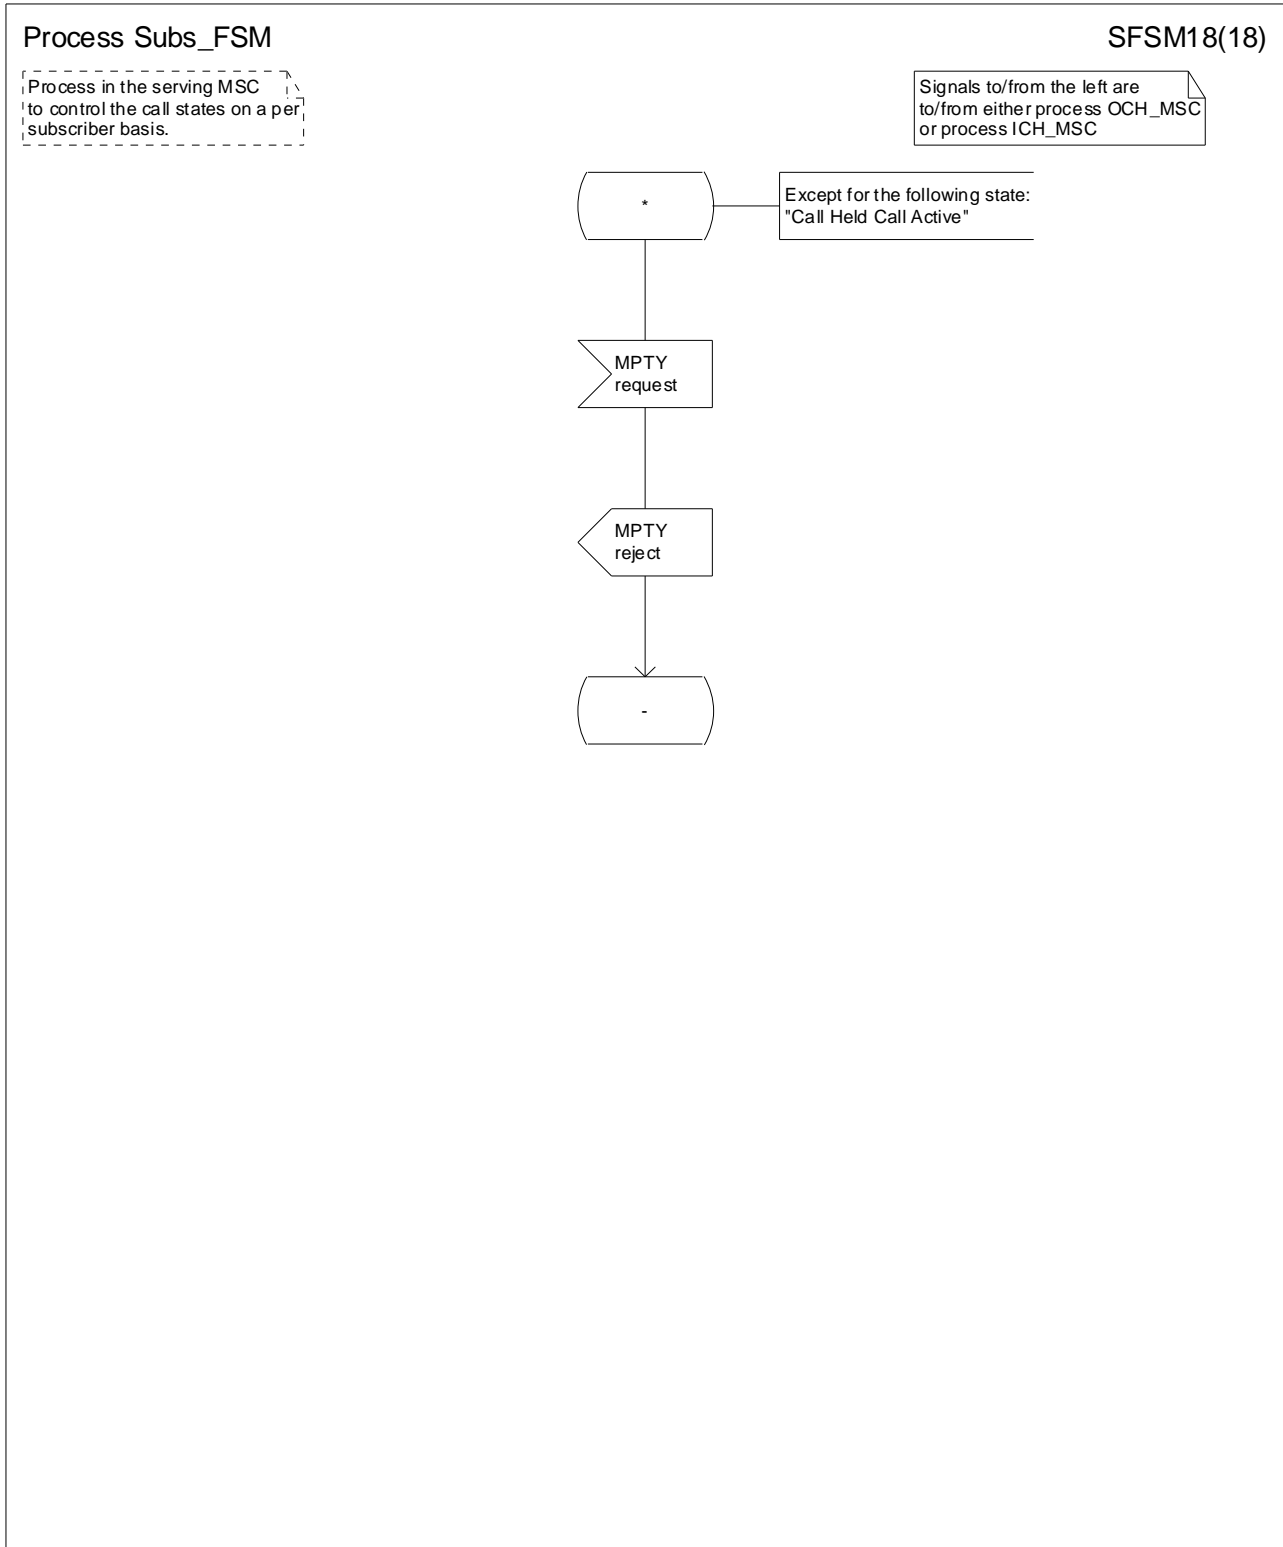 Process Subs_FSM
SFSM18(18)
Process in the serving MSC
to control the call states on a per
subscriber basis.
Signals to/from the left are
to/from either process OCH_MSC
or process ICH_MSC
*
Except for the following state:
"Call Held Call Active"
MPTY
request
MPTY
reject
-